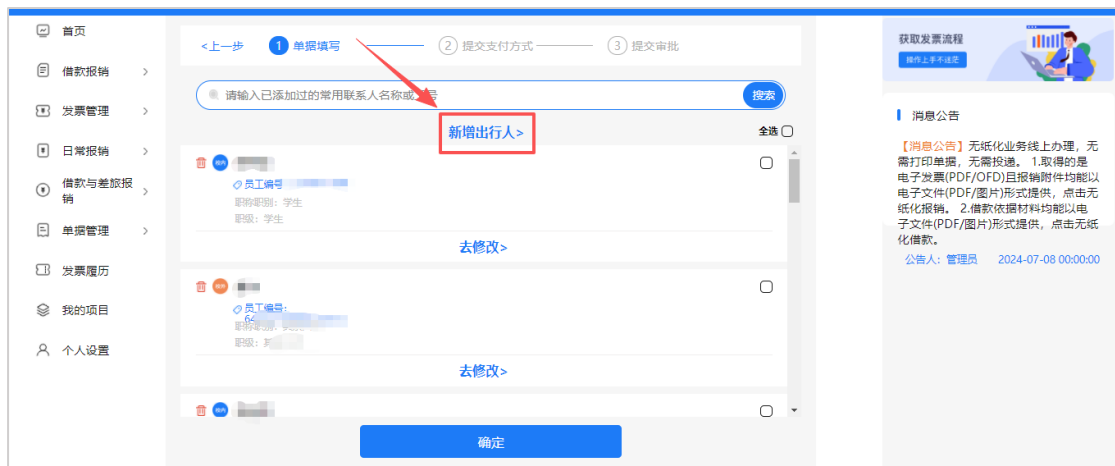 首页
借款报销
发票管理
日常报销
借款与差旅报
销
单据管理
发票履历
我的项目
个人设置
<上一步 1 单据填写 2 提交支付方式 3 提交审批
请输入已添加过的常用联系人名称或 号
搜索
新增出行人>
全选
校内
员工编号
职称职别：学生
职级：学生
去修改>
员工编号：
64
职级：
去修改>
确定
获取发票流程
操作上手不迷茫
消息公告
【消息公告】无纸化业务线上办理，无
需打印单据，无需投递。 1.取得的是
电子发票(PDF/OFD)且报销附件均能以
电子文件(PDF/图片)形式提供，点击无
纸化报销。 2.借款依据材料均能以电
子文件(PDF/图片)形式提供，点击无纸
化借款。
公告人：管理员 2024-07-08 00:00:00